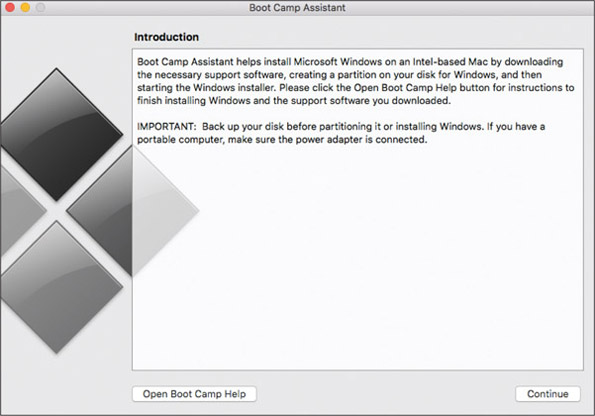 Boot Camp Assistant
Introduction
Boot Camp Assistant helps install Microsoft Windows on an Intel-based Mac by downloading
the necessary support software, creating a partition on your disk for Windows, and then
starting the Windows installer. Please click the Open Boot Camp Help button for instructions to
finish installing Windows and the support software you downloaded.
IMPORTANT: Back up your disk before partitioning it or installing Windows. If you have a
portable computer, make sure the power adapter is connected.
Open Boot Camp Help
Continue